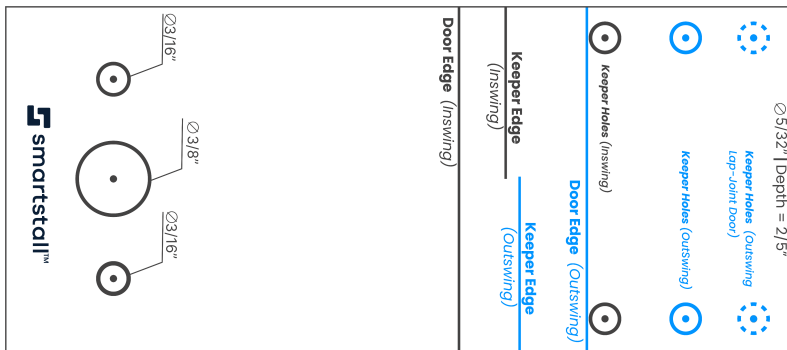 Ø3/16"
Ø3/8"
Ø3/16"
smartstall™
Door Edge (Inswing)
Keeper Edge
(Inswing)
Keeper Edge
(Outswing)
Door Edge (Outswing)
Keeper Holes (Inswing)
Keeper Holes (OutSwing)
Keeper Holes (Outswing
Lap-Joint Door)
Ø5/32" | Depth = 2/5"